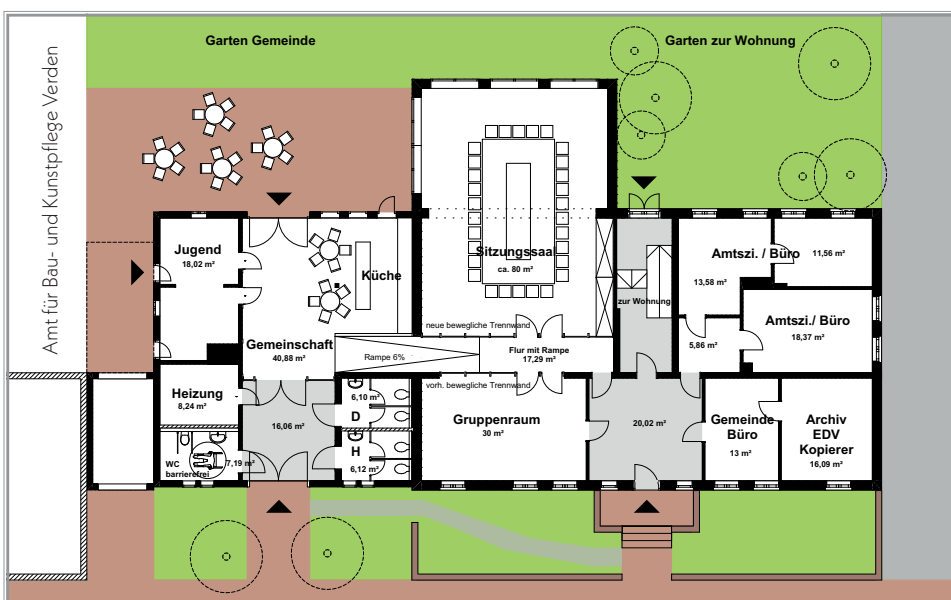 Amt für Bau- und Kunstpflege Verden
Garten Gemeinde
Garten zur Wohnung
Jugend
18,02 m²
Küche
Sitzungssaal
ca. 80 m²
zur Wohnung
Amtszi. / Büro
13,58 m²
11,56 m²
Amtszi./ Büro
18,37 m²
5,86 m²
neue bewegliche Trennwand
Gemeinschaft
40,88 m²
Rampe 6%
Flur mit Rampe
17,29 m²
vorh. bewegliche Trennwand
Heizung
8,24 m²
16,06 m²
6,10 m²
D
H
6,12 m²
WC
barrierefrei
7,19 m²
Gruppenraum
30 m²
20,02 m²
Gemeinde
Büro
13 m²
Archiv
EDV
Kopierer
16,09 m²